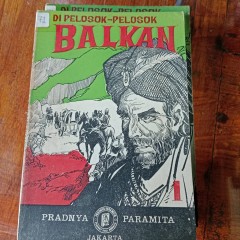 DI PELOSOK-PELOSOK
DI PELOSOK-PELOSOK
BALKAN
1
PRADNYA PARAMITA
JAKARTA